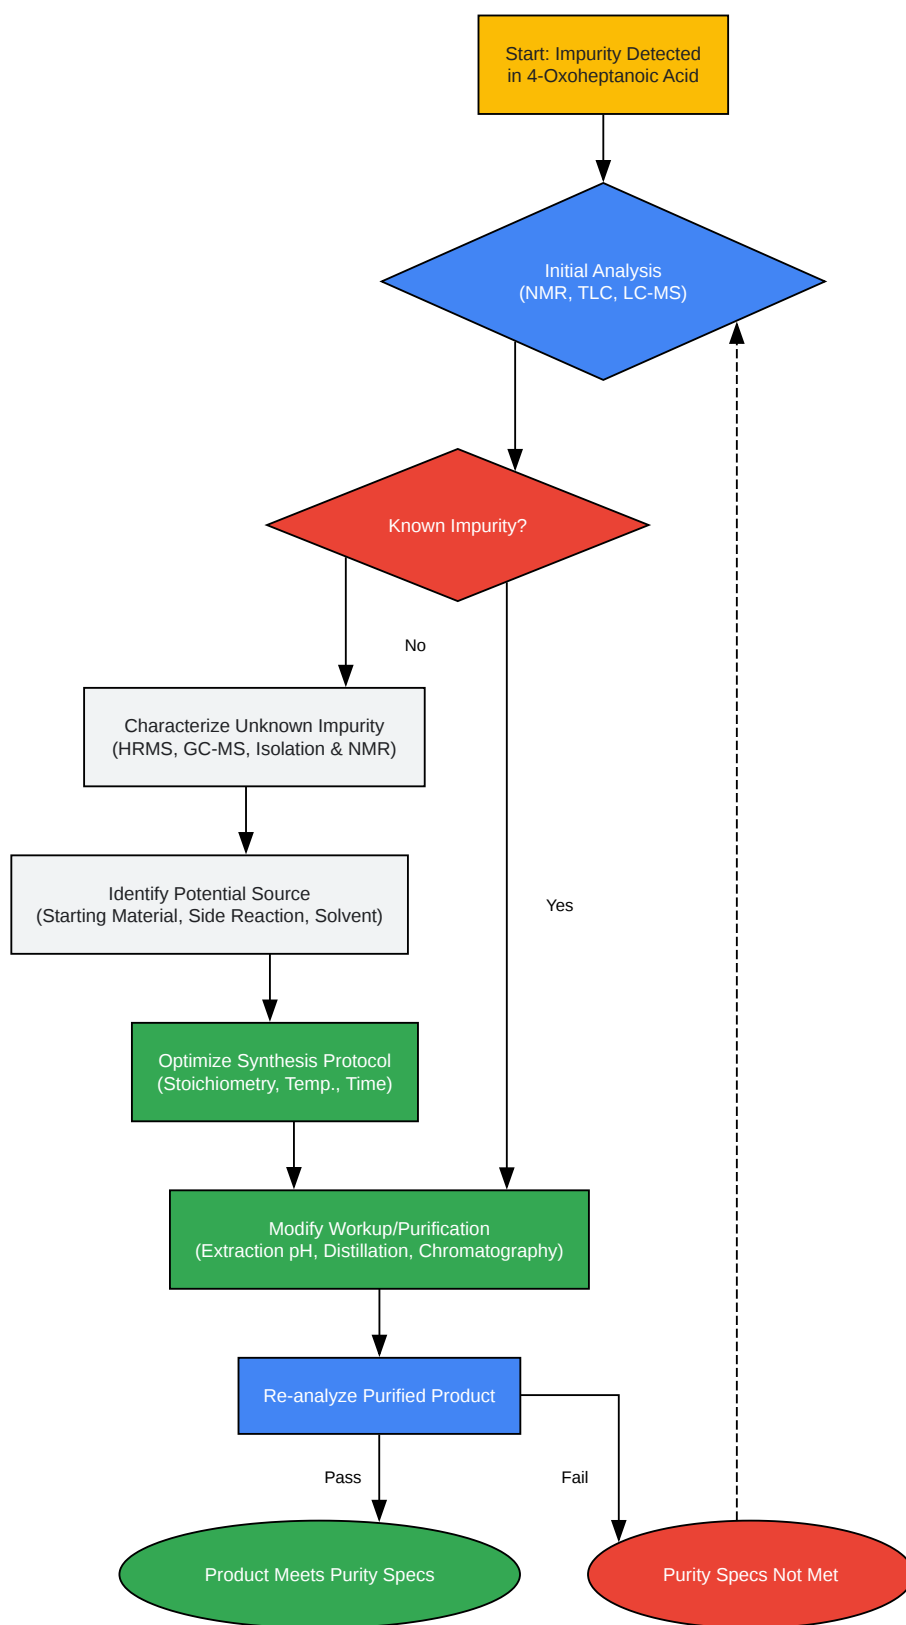 Start: Impurity Detected
in 4-Oxoheptanoic Acid
Initial Analysis
(NMR, TLC, LC-MS)
Known Impurity?
No
Characterize Unknown Impurity
(HRMS, GC-MS, Isolation & NMR)
Identify Potential Source
(Starting Material, Side Reaction, Solvent)
Yes
Optimize Synthesis Protocol
(Stoichiometry, Temp., Time)
Modify Workup/Purification
(Extraction pH, Distillation, Chromatography)
Re-analyze Purified Product
Pass
Fail
Product Meets Purity Specs
Purity Specs Not Met